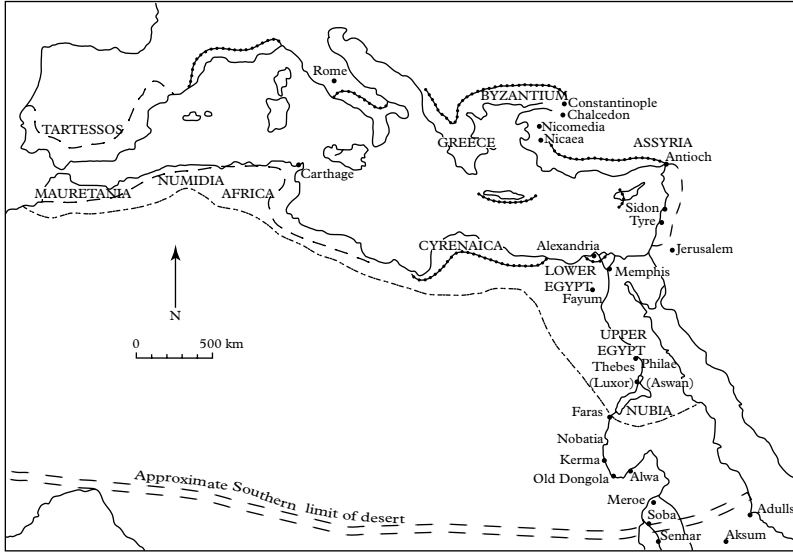 Rome
BYZANTIUM
Constantinople
Chalcedon
TARTESSOS
Nicomedia
GREECE
Nicaea
ASSYRIA
Antioch
Carthage
NUMIDIA
MAURETANIA
AFRICA
Sidon
Tyre
CYRENAICA
Alexandria
Jerusalem
LOWER
EGYPT
Memphis
Fayum
N
0 500 km
UPPER
EGYPT
Thebes
(Luxor)
Philae
(Aswan)
Faras
NUBIA
Nobatia
Kerma
Old Dongola
Alwa
Approximate Southern limit of desert
Meroe
Soba
Adulls
Sennar
Aksum